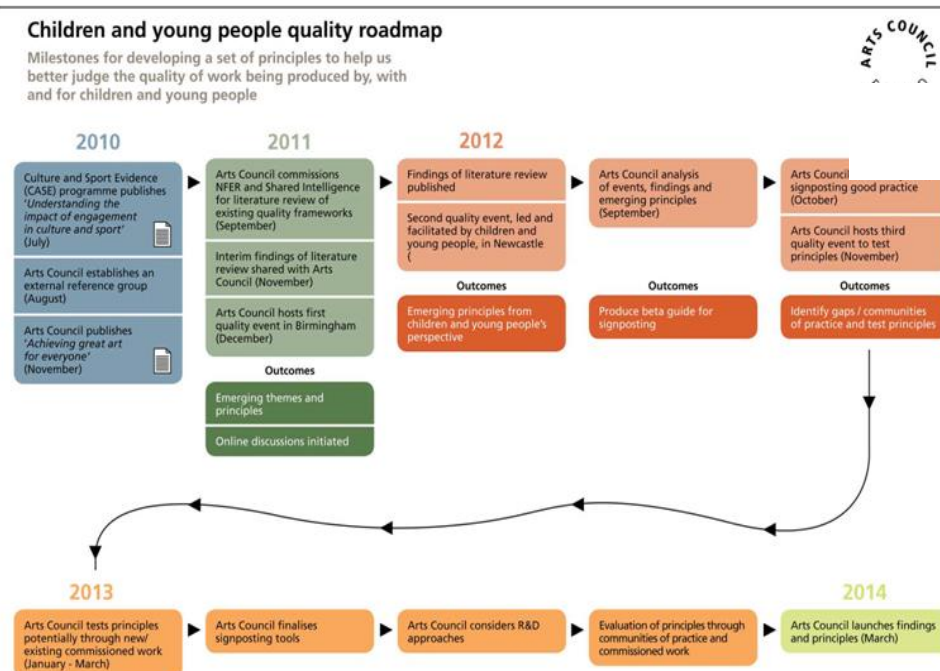 Children and young people quality roadmap
Milestones for developing a set of principles to help us
better judge the quality of work being produced by, with
and for children and young people
ARTS COUNCIL
2010
Culture and Sport Evidence
(CASE) programme publishes
'Understanding the
impact of engagement
in culture and sport'
(July)
Arts Council establishes an
external reference group
(August)
Arts Council publishes
'Achieving great art
for everyone'
(November)
2011
Arts Council commissions
NFER and Shared Intelligence
for literature review of
existing quality frameworks
(September)
Interim findings of literature
review shared with Arts
Council (November)
Arts Council hosts first
quality event in Birmingham
(December)
Outcomes
Emerging themes and
principles
Online discussions initiated
2012
Findings of literature review
published
Second quality event, led and
facilitated by children and
young people, in Newcastle
(
Outcomes
Emerging principles from
children and young people's
perspective
Arts Council analysis
of events, findings and
emerging principles
(September)
Outcomes
Produce beta guide for
signposting
Arts Council
signposting good practice
(October)
Arts Council hosts third
quality event to test
principles (November)
Outcomes
Identify gaps / communities
of practice and test principles
2013
Arts Council tests principles
potentially through new/
existing commissioned work
(January - March)
Arts Council finalises
signposting tools
Arts Council considers R&D
approaches
Evaluation of principles through
communities of practice and
commissioned work
2014
Arts Council launches findings
and principles (March)